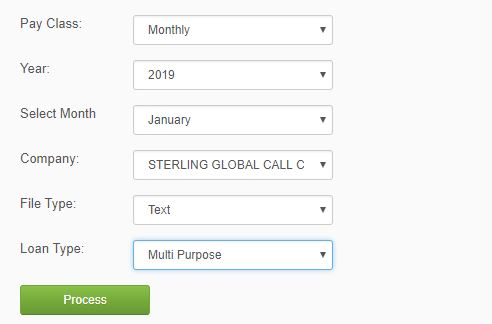 Pay Class: Monthly
Year: 2019
Select Month January
Company: STERLING GLOBAL CALL C
File Type: Text
Loan Type: Multi Purpose
Process